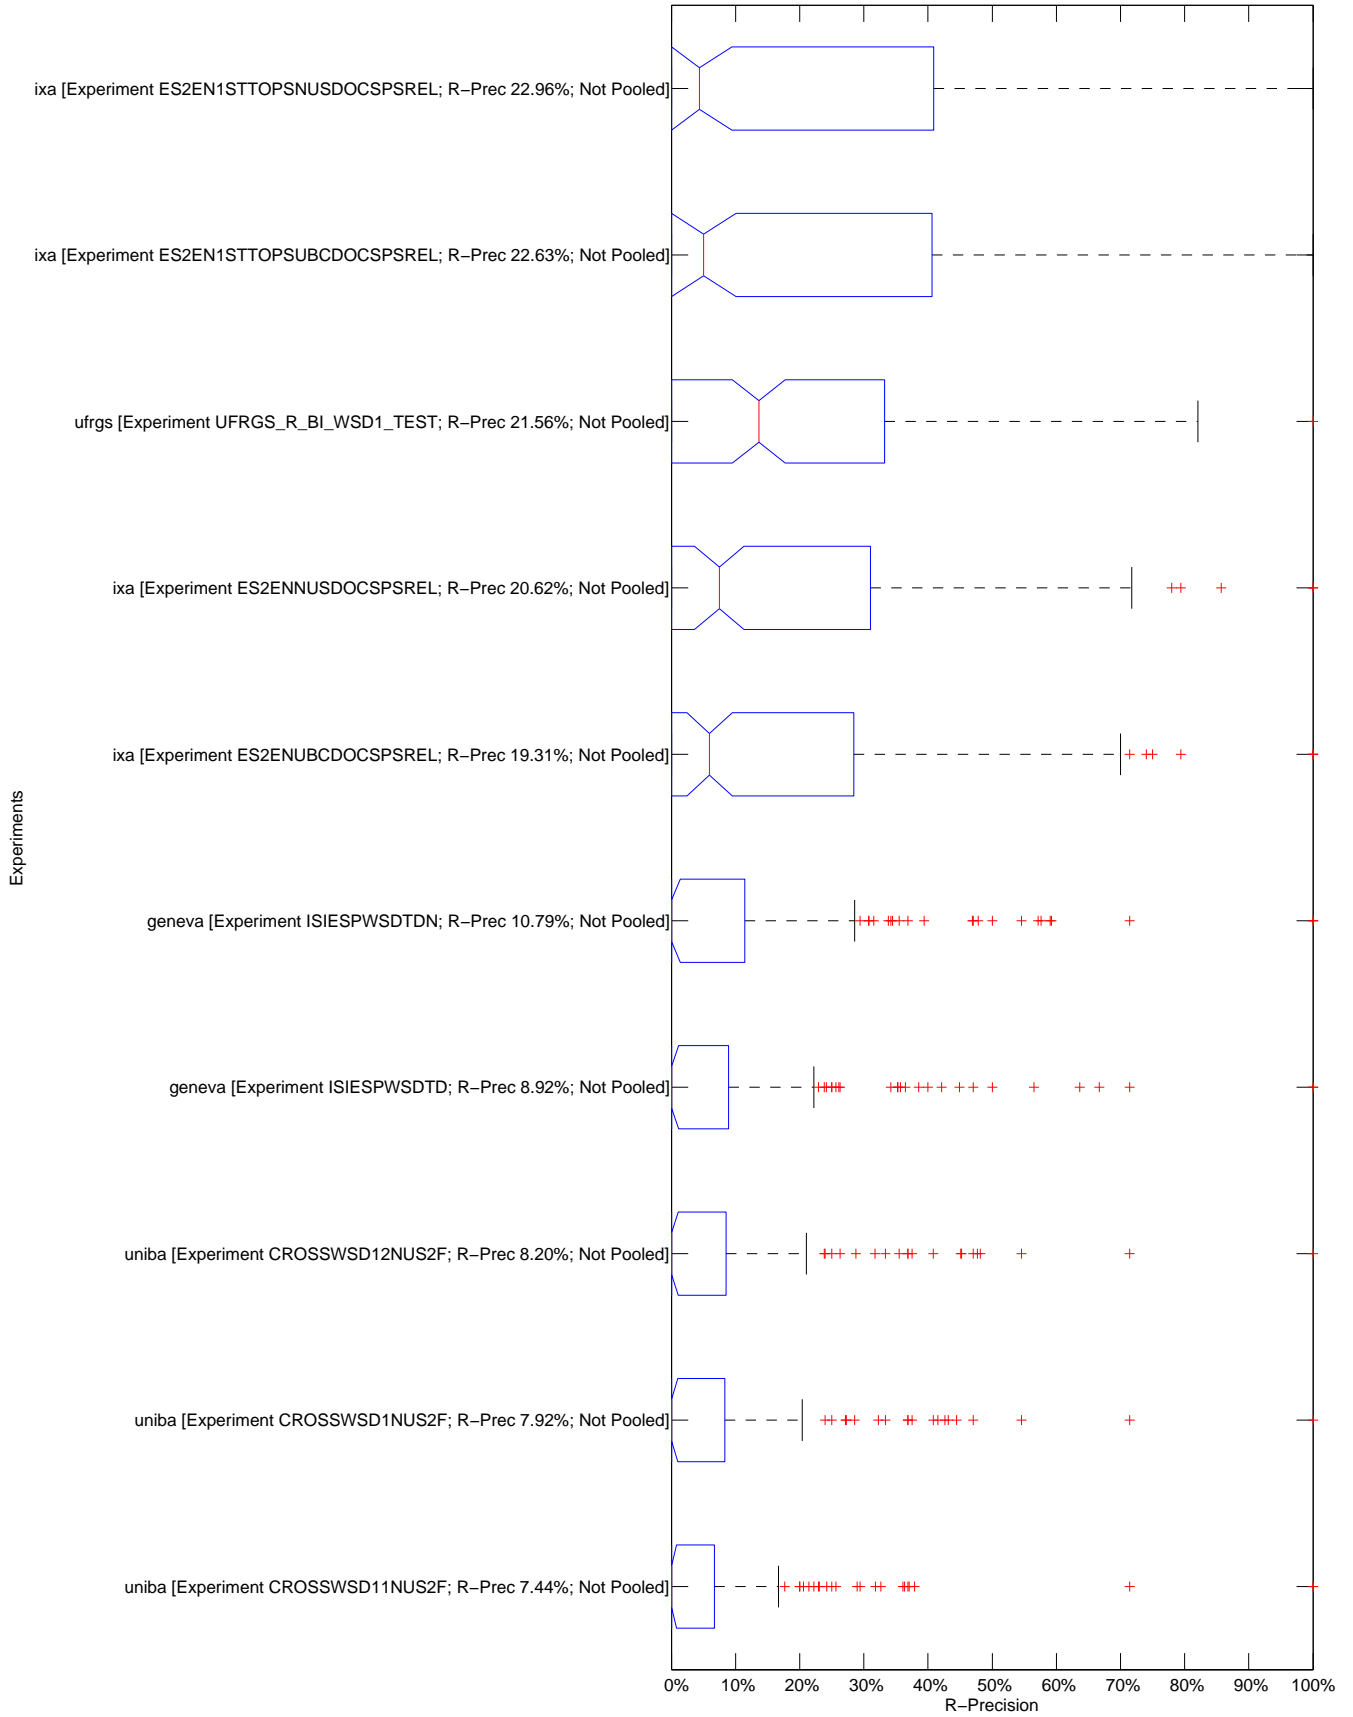 ixa [Experiment ES2EN1STTOPSNUSDOCSPSREL; R−Prec 22.96%; Not Pooled]
ixa [Experiment ES2EN1STTOPSUBCDOCSPSREL; R−Prec 22.63%; Not Pooled]
ufrgs [Experiment UFRGS_R_BI_WSD1_TEST; R−Prec 21.56%; Not Pooled]
ixa [Experiment ES2ENNUSDOCSPSREL; R−Prec 20.62%; Not Pooled]
ixa [Experiment ES2ENUBCDOCSPSREL; R−Prec 19.31%; Not Pooled]
Experiments
geneva [Experiment ISIESPWSDTDN; R−Prec 10.79%; Not Pooled]
geneva [Experiment ISIESPWSDTD; R−Prec 8.92%; Not Pooled]
uniba [Experiment CROSSWSD12NUS2F; R−Prec 8.20%; Not Pooled]
uniba [Experiment CROSSWSD1NUS2F; R−Prec 7.92%; Not Pooled]
uniba [Experiment CROSSWSD11NUS2F; R−Prec 7.44%; Not Pooled]
0% 10% 20% 30% 40% 50% 60% 70% 80% 90% 100%
R−Precision